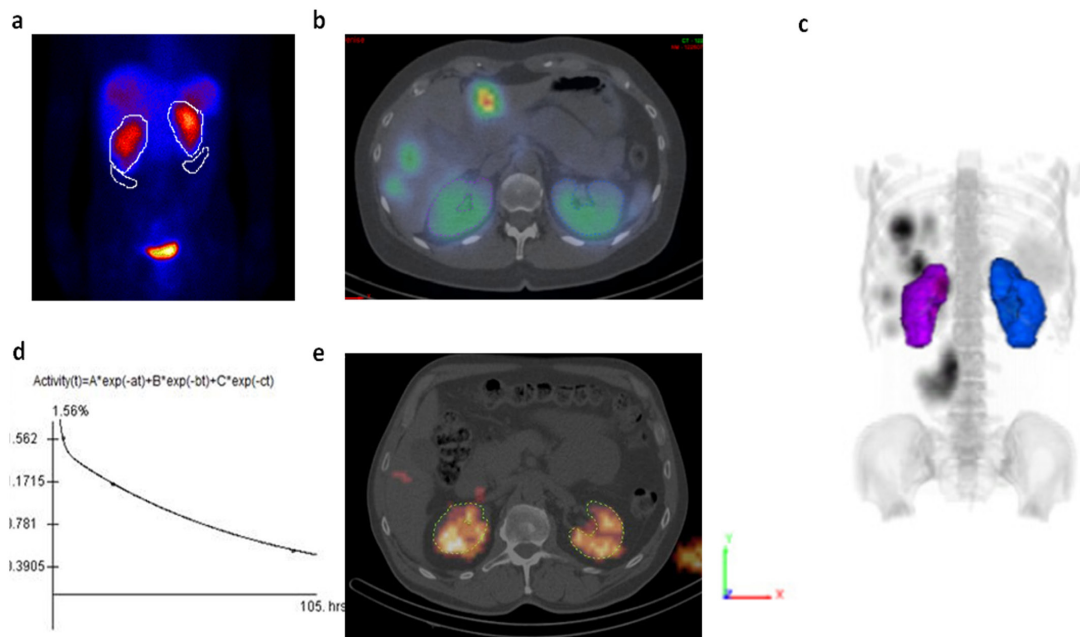 a
b
c
d
Activity(t)=A*exp(-at)+B*exp(-bt)+C*exp(-ct)
1.56%
.562
.1715
0.781
0.3905
105. hrs
e
Y
X
Z